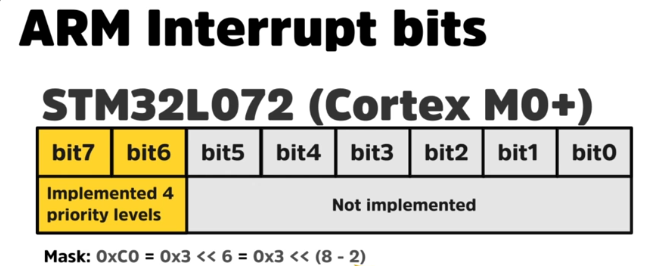 ARM Interrupt bits
STM32L072 (Cortex M0+)
bit7 bit6 bit5 bit4 bit3 bit2 bit1 bit0
Implemented 4
priority levels
Not implemented
Mask: 0xC0 = 0x3 << 6 = 0x3 << (8 - 2)